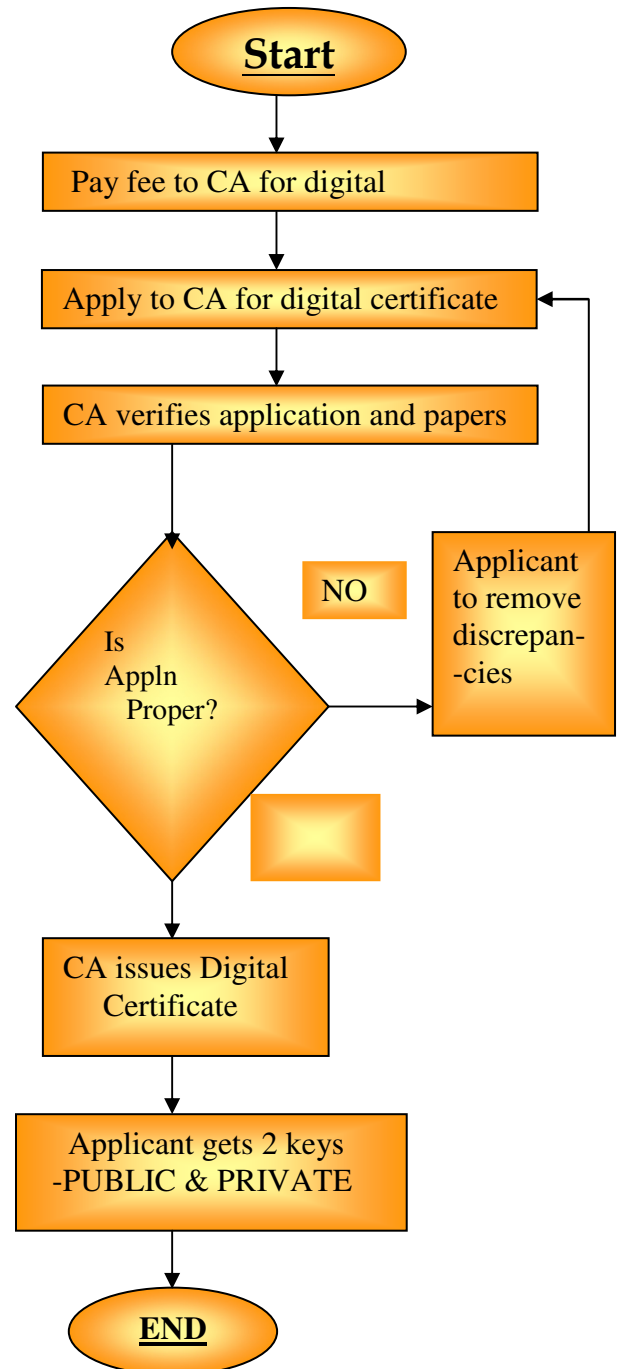 Start
Pay fee to CA for digital
Apply to CA for digital certificate
CA verifies application and papers
Is
Appln
Proper?
NO
Applicant
to remove
discrepan-
-cies
CA issues Digital
Certificate
Applicant gets 2 keys
-PUBLIC & PRIVATE
END